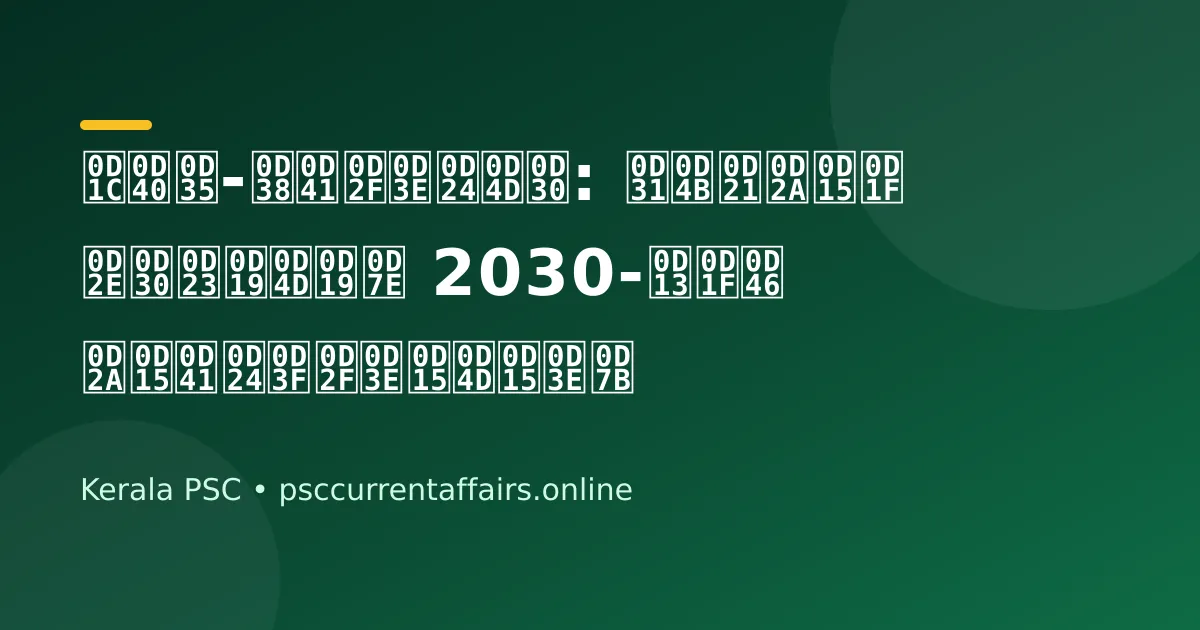 ജീവ-സുയാത്ര: റോഡപകട
മരണങ്ങൾ 2030-ഓടെ
പകുതിയാക്കാൻ
Kerala PSC • psccurrentaffairs.online